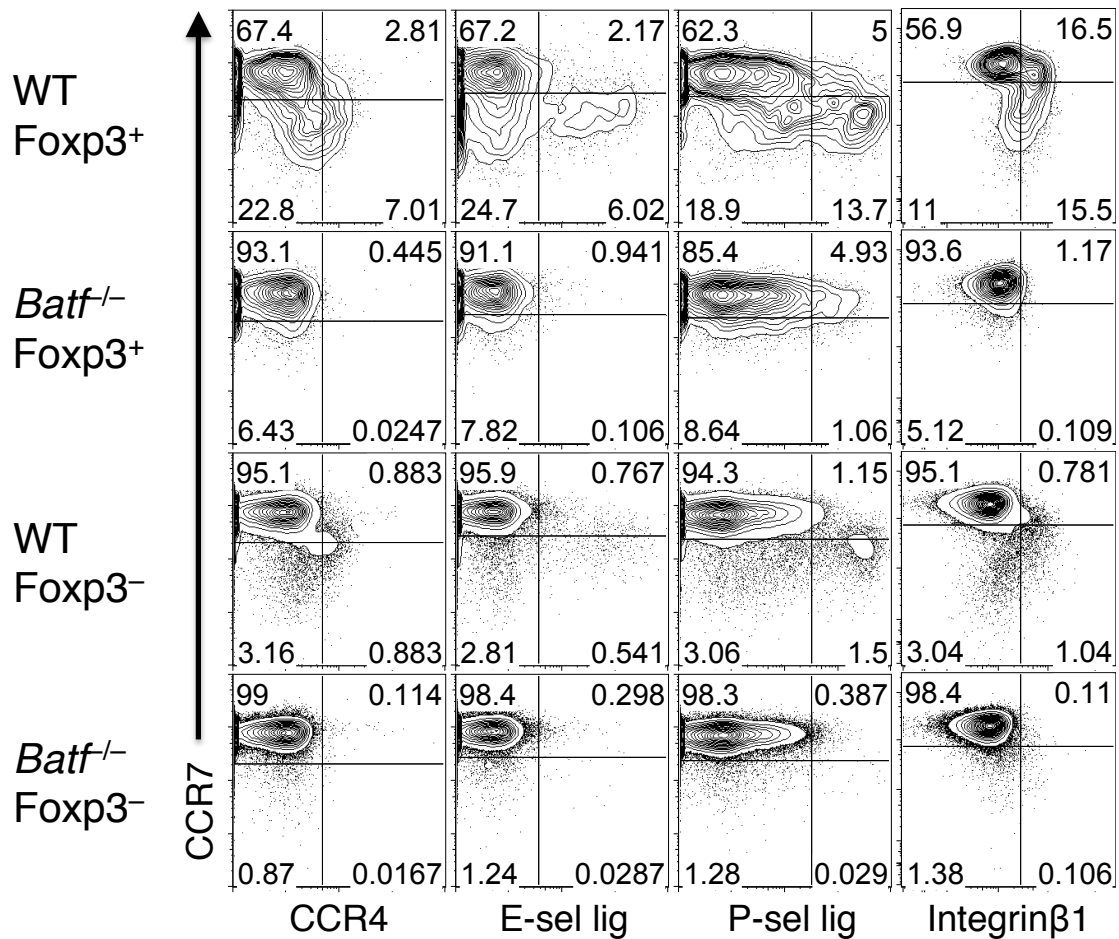 WT
Foxp3⁺
67.4 2.81
22.8 7.01
67.2 2.17
24.7 6.02
62.3 5
18.9 13.7
56.9 16.5
11 15.5
Batf⁻/⁻
Foxp3⁺
93.1 0.445
6.43 0.0247
91.1 0.941
7.82 0.106
85.4 4.93
8.64 1.06
93.6 1.17
5.12 0.109
WT
Foxp3⁻
95.1 0.883
3.16 0.883
95.9 0.767
2.81 0.541
94.3 1.15
3.06 1.5
95.1 0.781
3.04 1.04
Batf⁻/⁻
Foxp3⁻
99 0.114
0.87 0.0167
98.4 0.298
1.24 0.0287
98.3 0.387
1.28 0.029
98.4 0.11
1.38 0.106
CCR7
CCR4
E-sel lig
P-sel lig
Integrinβ1